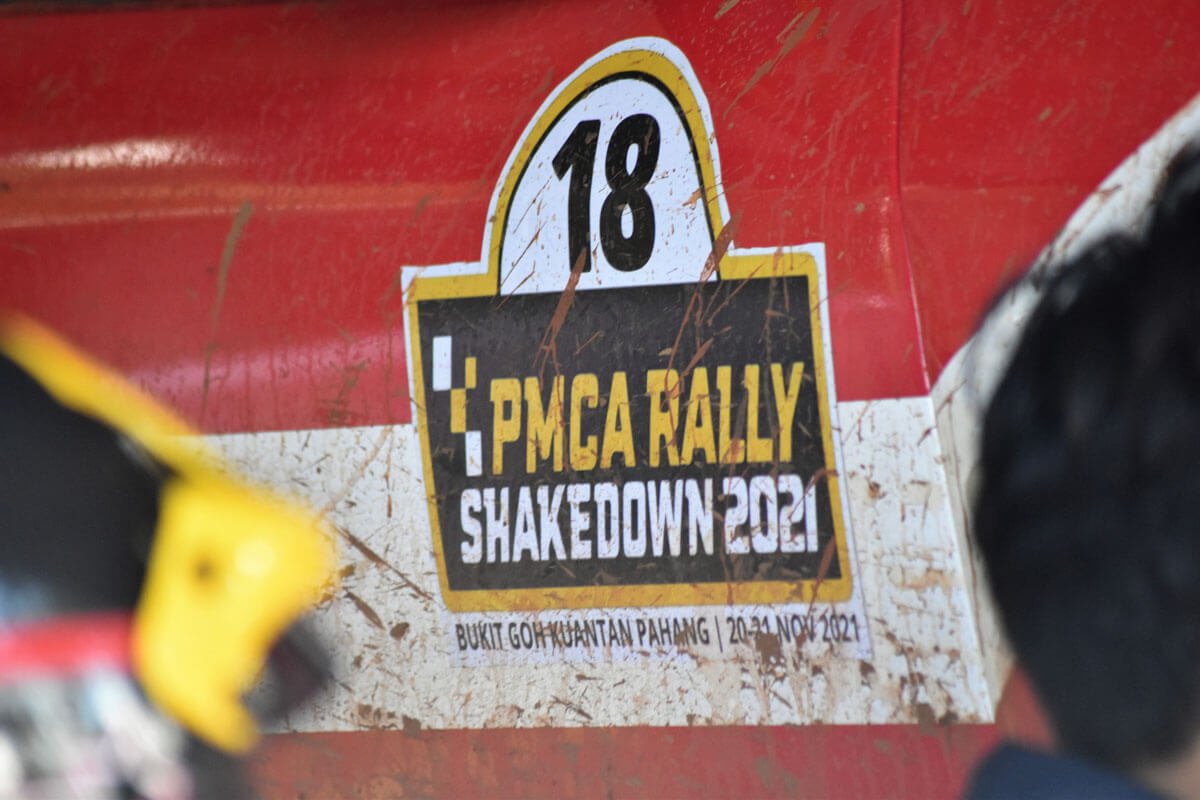 18
PMCA RALLY
SHAKEDOWN 2021
BUKIT GOH KUANTAN PAHANG | 20-21 NOV 2021